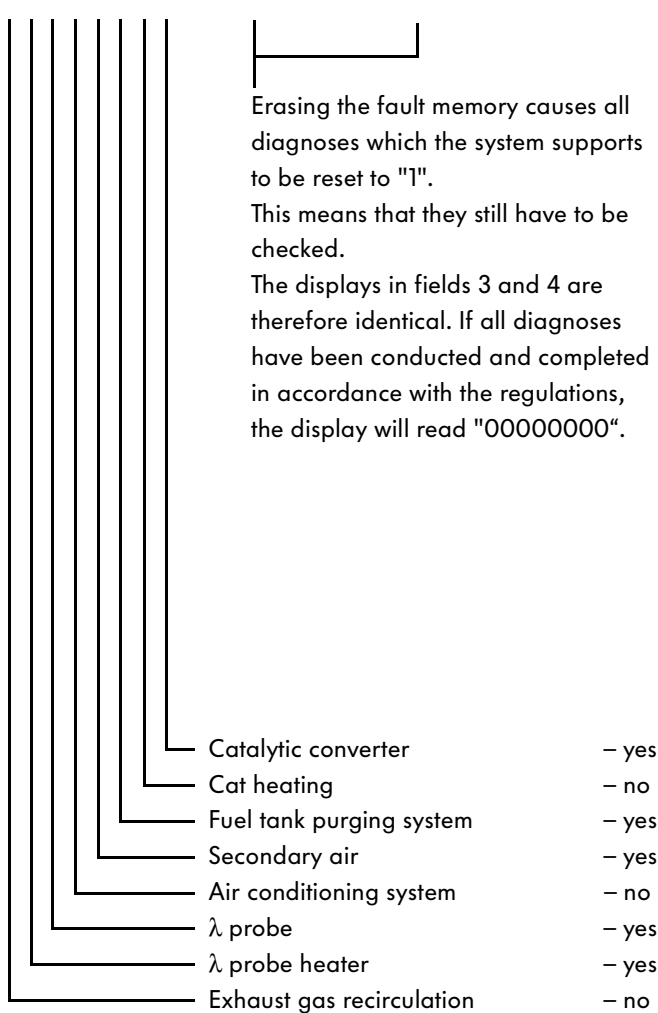 Erasing the fault memory causes all
diagnoses which the system supports
to be reset to "1".
This means that they still have to be
checked.
The displays in fields 3 and 4 are
therefore identical. If all diagnoses
have been conducted and completed
in accordance with the regulations,
the display will read "00000000“.
Catalytic converter – yes
Cat heating – no
Fuel tank purging system – yes
Secondary air – yes
Air conditioning system – no
λ probe – yes
λ probe heater – yes
Exhaust gas recirculation – no